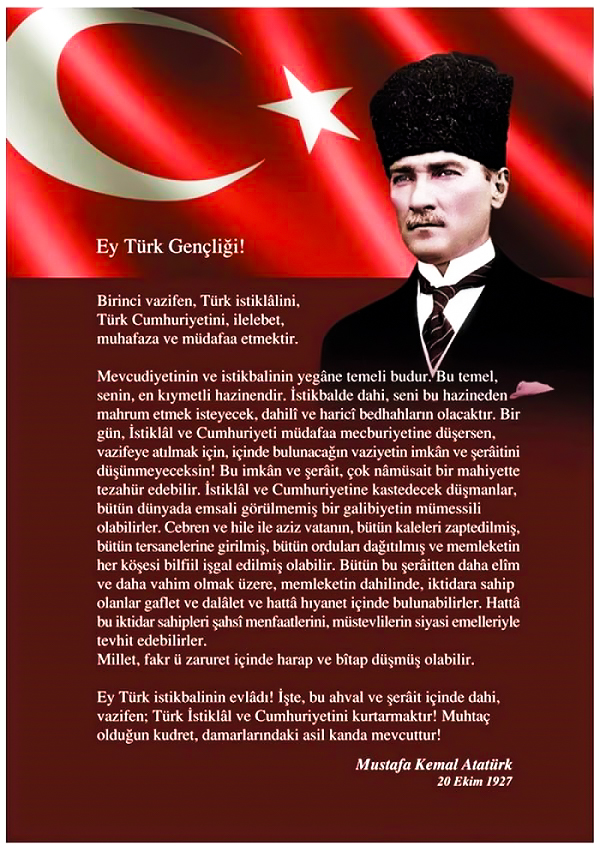 Ey Türk Gençliği!
Birinci vazifen, Türk istiklâlini,
Türk Cumhuriyetini, ilelebet,
muhafaza ve müdafaa etmektir.
Mevcudiyetinin ve istikbalinin yegâne temeli budur. Bu temel,
senin, en kıymetli hazinendir. İstikbalde dahi, seni bu hazineden
mahrum etmek isteyecek, dahilî ve haricî bedhahların olacaktır. Bir
gün, İstiklâl ve Cumhuriyeti müdafaa mecburiyetine düşersen,
vazifeye atılmak için, içinde bulunacağın vaziyetin imkân ve şerâitini
düşünmeyeceksin! Bu imkân ve şerâit, çok nâmüsait bir mahiyette
tezahür edebilir. İstiklâl ve Cumhuriyetine kastedecek düşmanlar,
bütün dünyada emsali görülmemiş bir galibiyetin mümessili
olabilirler. Cebren ve hile ile aziz vatanın, bütün kaleleri zaptedilmiş,
bütün tersanelerine girilmiş, bütün orduları dağıtılmış ve memleketin
her köşesi bilfiil işgal edilmiş olabilir. Bütün bu şerâitten daha elîm
ve daha vahim olmak üzere, memleketin dahilinde, iktidara sahip
olanlar gaflet ve dalâlet ve hattâ hıyanet içinde bulunabilirler. Hattâ
bu iktidar sahipleri şahsî menfaatlerini, müstevlilerin siyasi emelleriyle
tevhit edebilirler.
Millet, fakr ü zaruret içinde harap ve bîtap düşmüş olabilir.
Ey Türk istikbalinin evlâdı! İşte, bu ahval ve şerâit içinde dahi,
vazifen; Türk İstiklâl ve Cumhuriyetini kurtarmaktır! Muhtaç
olduğun kudret, damarlarındaki asil kanda mevcuttur!
Mustafa Kemal Atatürk
20 Ekim 1927